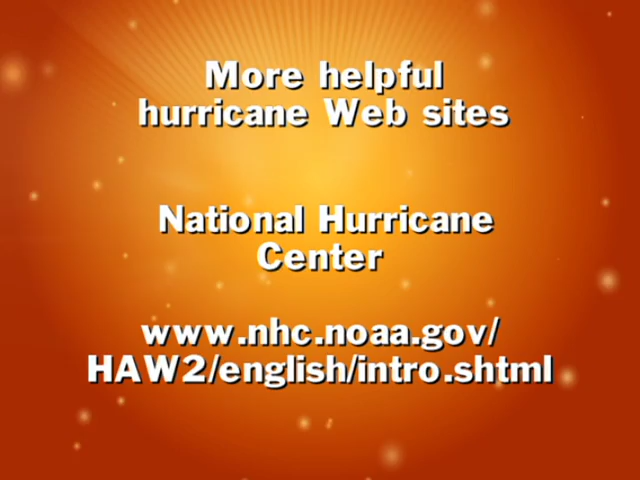 More helpful
hurricane Web sites
National Hurricane
Center
www.nhc.noaa.gov/
HAW2/english/intro.shtml